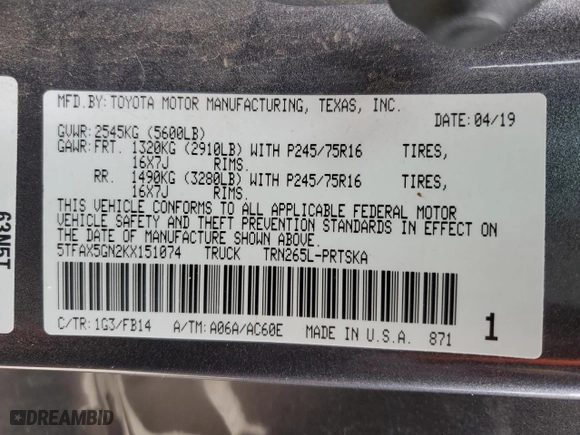 MFD.BY:TOYOTA MOTOR MANUFACTURING, TEXAS, INC.
DATE: 04/19
GVWR: 2545KG (5600LB)
GAWR: FRT. 1320KG (2910LB) WITH P245/75R16 TIRES,
16X7J RIMS.
RR. 1490KG (3280LB) WITH P245/75R16 TIRES,
16X7J RIMS.
THIS VEHICLE CONFORMS TO ALL APPLICABLE FEDERAL MOTOR
VEHICLE SAFETY AND THEFT PREVENTION STANDARDS IN EFFECT ON
THE DATE OF MANUFACTURE SHOWN ABOVE.
5TFAX5GN2KX151074 TRUCK TRN265L-PRTSKA
C/TR: 1G3/FB14 A/TM: A06A/AC60E MADE IN U.S.A. 871
1
63N5T
DREAMBID